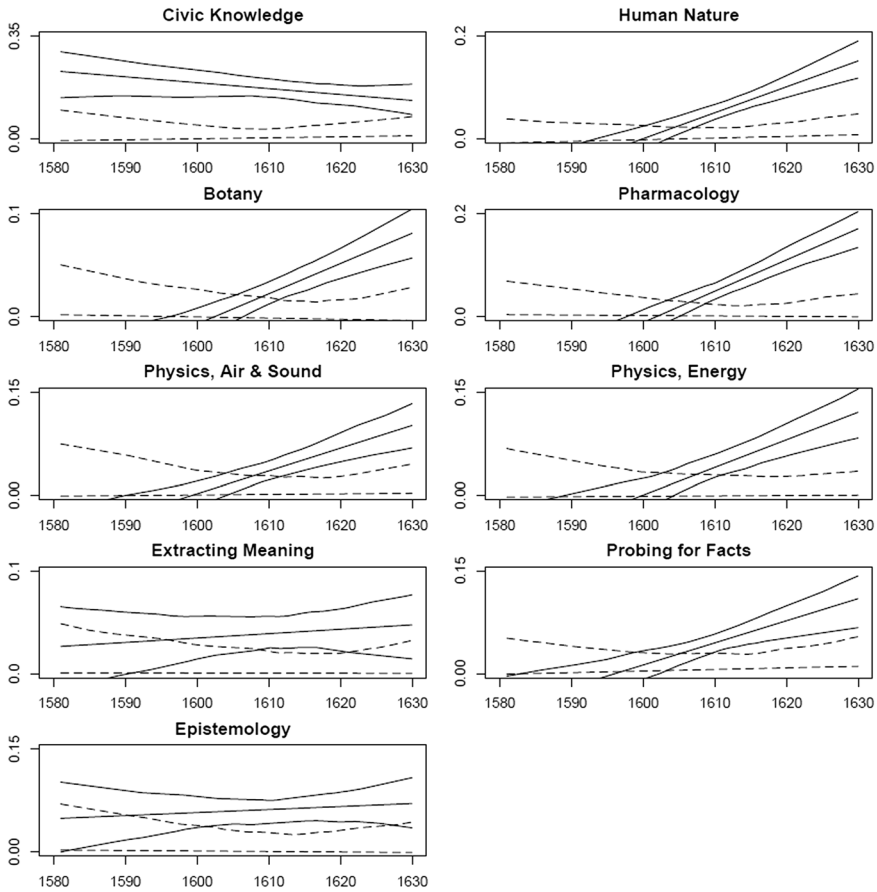 Civic Knowledge
0.35
0.00
1580 1590 1600 1610 1620 1630
Human Nature
0.2
0.0
1580 1590 1600 1610 1620 1630
Botany
0.1
0.0
1580 1590 1600 1610 1620 1630
Pharmacology
0.2
0.0
1580 1590 1600 1610 1620 1630
Physics, Air & Sound
0.15
0.00
1580 1590 1600 1610 1620 1630
Physics, Energy
0.15
0.00
1580 1590 1600 1610 1620 1630
Extracting Meaning
0.1
0.0
1580 1590 1600 1610 1620 1630
Probing for Facts
0.15
0.00
1580 1590 1600 1610 1620 1630
Epistemology
0.15
0.00
1580 1590 1600 1610 1620 1630